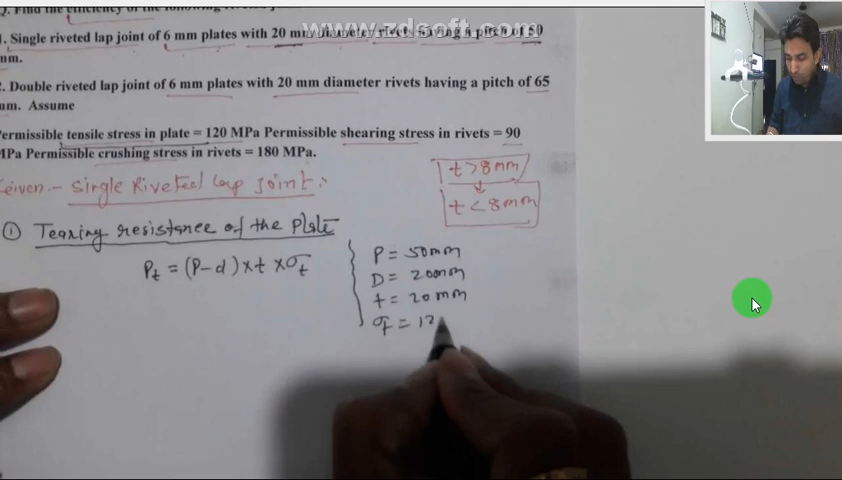 Q. Find the efficiency of the following
www.zdsoft.com
1. Single riveted lap joint of 6 mm plates with 20 mm diameter rivets having a pitch of 50
mm.
2. Double riveted lap joint of 6 mm plates with 20 mm diameter rivets having a pitch of 65
mm. Assume
Permissible tensile stress in plate = 120 MPa Permissible shearing stress in rivets = 90
MPa Permissible crushing stress in rivets = 180 MPa.
t > 8mm
Given:- Single Riveted lap Joint:
t < 8mm
① Tearing resistance of the Plate
P = 50mm
Pt = (P-d) × t × σt
D = 20mm
t = 20mm
σt = 12